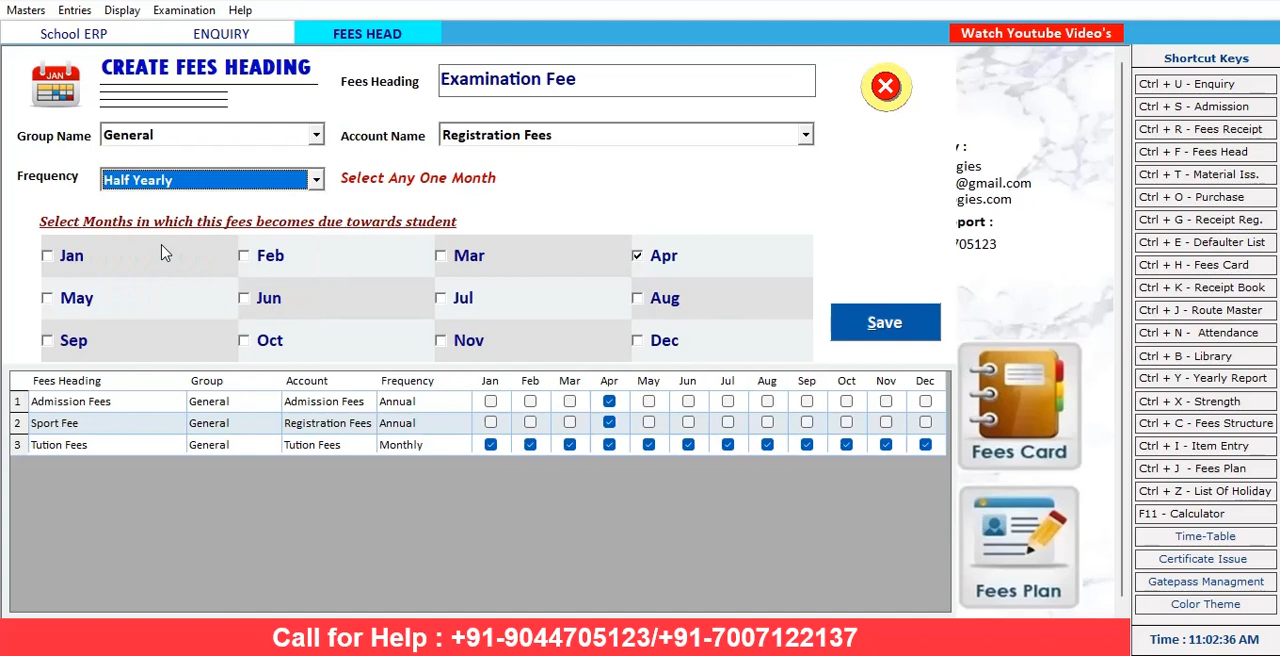 Masters Entries Display Examination Help
School ERP ENQUIRY FEES HEAD Watch Youtube Video's
JAN CREATE FEES HEADING
Fees Heading Examination Fee
Group Name General Account Name Registration Fees
Frequency Half Yearly Select Any One Month
Select Months in which this fees becomes due towards student
Jan Feb Mar Apr
May Jun Jul Aug
Sep Oct Nov Dec
Save
y :
gies
@gmail.com
gies.com
port :
705123
Fees Heading Group Account Frequency Jan Feb Mar Apr May Jun Jul Aug Sep Oct Nov Dec
1 Admission Fees General Admission Fees Annual
2 Sport Fee General Registration Fees Annual
3 Tution Fees General Tution Fees Monthly
Fees Card
Fees Plan
Shortcut Keys
Ctrl + U - Enquiry
Ctrl + S - Admission
Ctrl + R - Fees Receipt
Ctrl + F - Fees Head
Ctrl + T - Material Iss.
Ctrl + O - Purchase
Ctrl + G - Receipt Reg.
Ctrl + E - Defaulter List
Ctrl + H - Fees Card
Ctrl + K - Receipt Book
Ctrl + J - Route Master
Ctrl + N - Attendance
Ctrl + B - Library
Ctrl + Y - Yearly Report
Ctrl + X - Strength
Ctrl + C - Fees Structure
Ctrl + I - Item Entry
Ctrl + J - Fees Plan
Ctrl + Z - List Of Holiday
F11 - Calculator
Time-Table
Certificate Issue
Gatepass Managment
Color Theme
Call for Help : +91-9044705123/+91-7007122137
Time : 11:02:36 AM